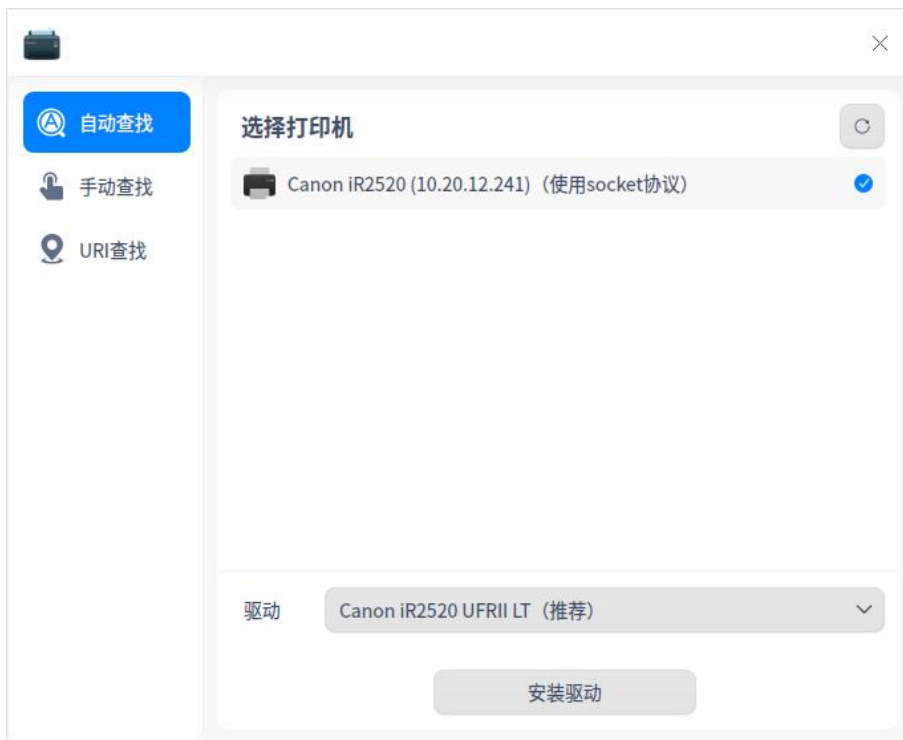 自动查找
手动查找
URI查找
选择打印机
Canon iR2520 (10.20.12.241)（使用socket协议）
驱动
Canon iR2520 UFRII LT（推荐）
安装驱动